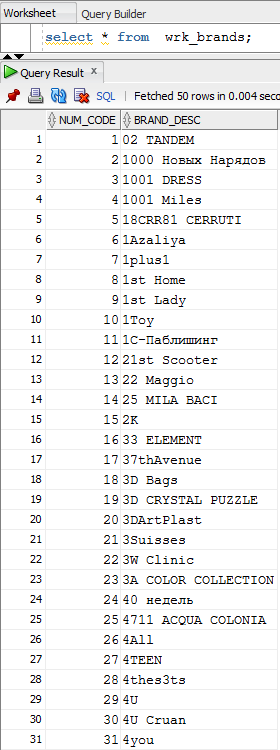 Worksheet Query Builder
select * from wrk_brands;
Query Result x
SQL | Fetched 50 rows in 0.004 seco
NUM_CODE BRAND_DESC
1 1 02 TANDEM
2 2 1000 Новых Нарядов
3 3 1001 DRESS
4 4 1001 Miles
5 5 18CRR81 CERRUTI
6 6 1Azaliya
7 7 1plus1
8 8 1st Home
9 9 1st Lady
10 10 1Toy
11 11 1С-Паблишинг
12 12 21st Scooter
13 13 22 Maggio
14 14 25 MILA BACI
15 15 2K
16 16 33 ELEMENT
17 17 37thAvenue
18 18 3D Bags
19 19 3D CRYSTAL PUZZLE
20 20 3DArtPlast
21 21 3Suisses
22 22 3W Clinic
23 23 3А COLOR COLLECTION
24 24 40 недель
25 25 4711 ACQUA COLONIA
26 26 4All
27 27 4TEEN
28 28 4thes3ts
29 29 4U
30 30 4U Cruan
31 31 4you